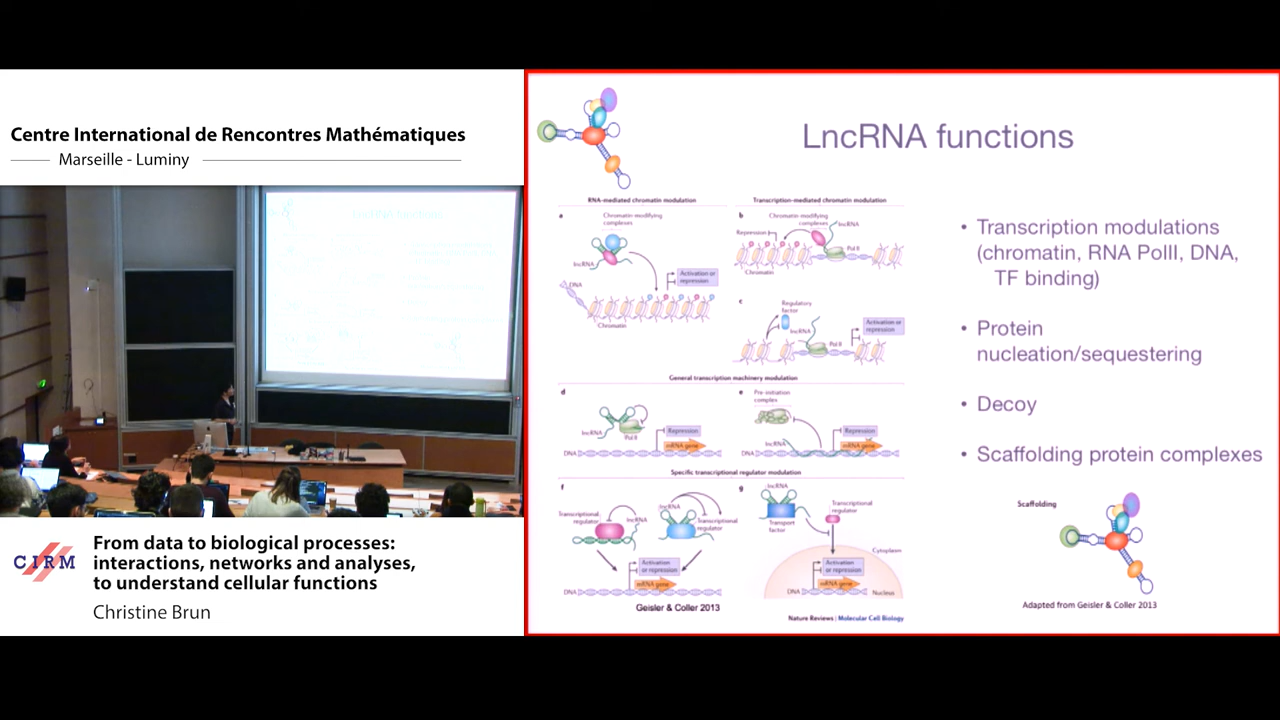 Centre International de Rencontres Mathématiques
Marseille - Luminy
CIRM
From data to biological processes:
interactions, networks and analyses,
to understand cellular functions
Christine Brun
LncRNA functions
RNA-mediated chromatin modulation
a
Chromatin-modifying
complexes
lncRNA
DNA
Activation or
repression
Chromatin
Transcription-mediated chromatin modulation
b
Chromatin modifying
complexes
lncRNA
Repression
Pol II
Chromatin
c
Regulatory
factor
lncRNA
Pol II
Activation or
repression
General transcription machinery modulation
d
lncRNA
Pol II
Repression
mRNA gene
DNA
e
Pre-initiation
complex
lncRNA
Repression
mRNA gene
DNA
Specific transcriptional regulator modulation
f
Transcriptional
regulator
lncRNA
lncRNA
Transcriptional
regulator
Activation
or repression
mRNA gene
DNA
g
lncRNA
Transport
factor
Transcriptional
regulator
Cytoplasm
Activation
or repression
mRNA gene
DNA
Nucleus
Geisler & Coller 2013
Nature Reviews | Molecular Cell Biology
• Transcription modulations
(chromatin, RNA PolII, DNA,
TF binding)
• Protein
nucleation/sequestering
• Decoy
• Scaffolding protein complexes
Scaffolding
Adapted from Geisler & Coller 2013